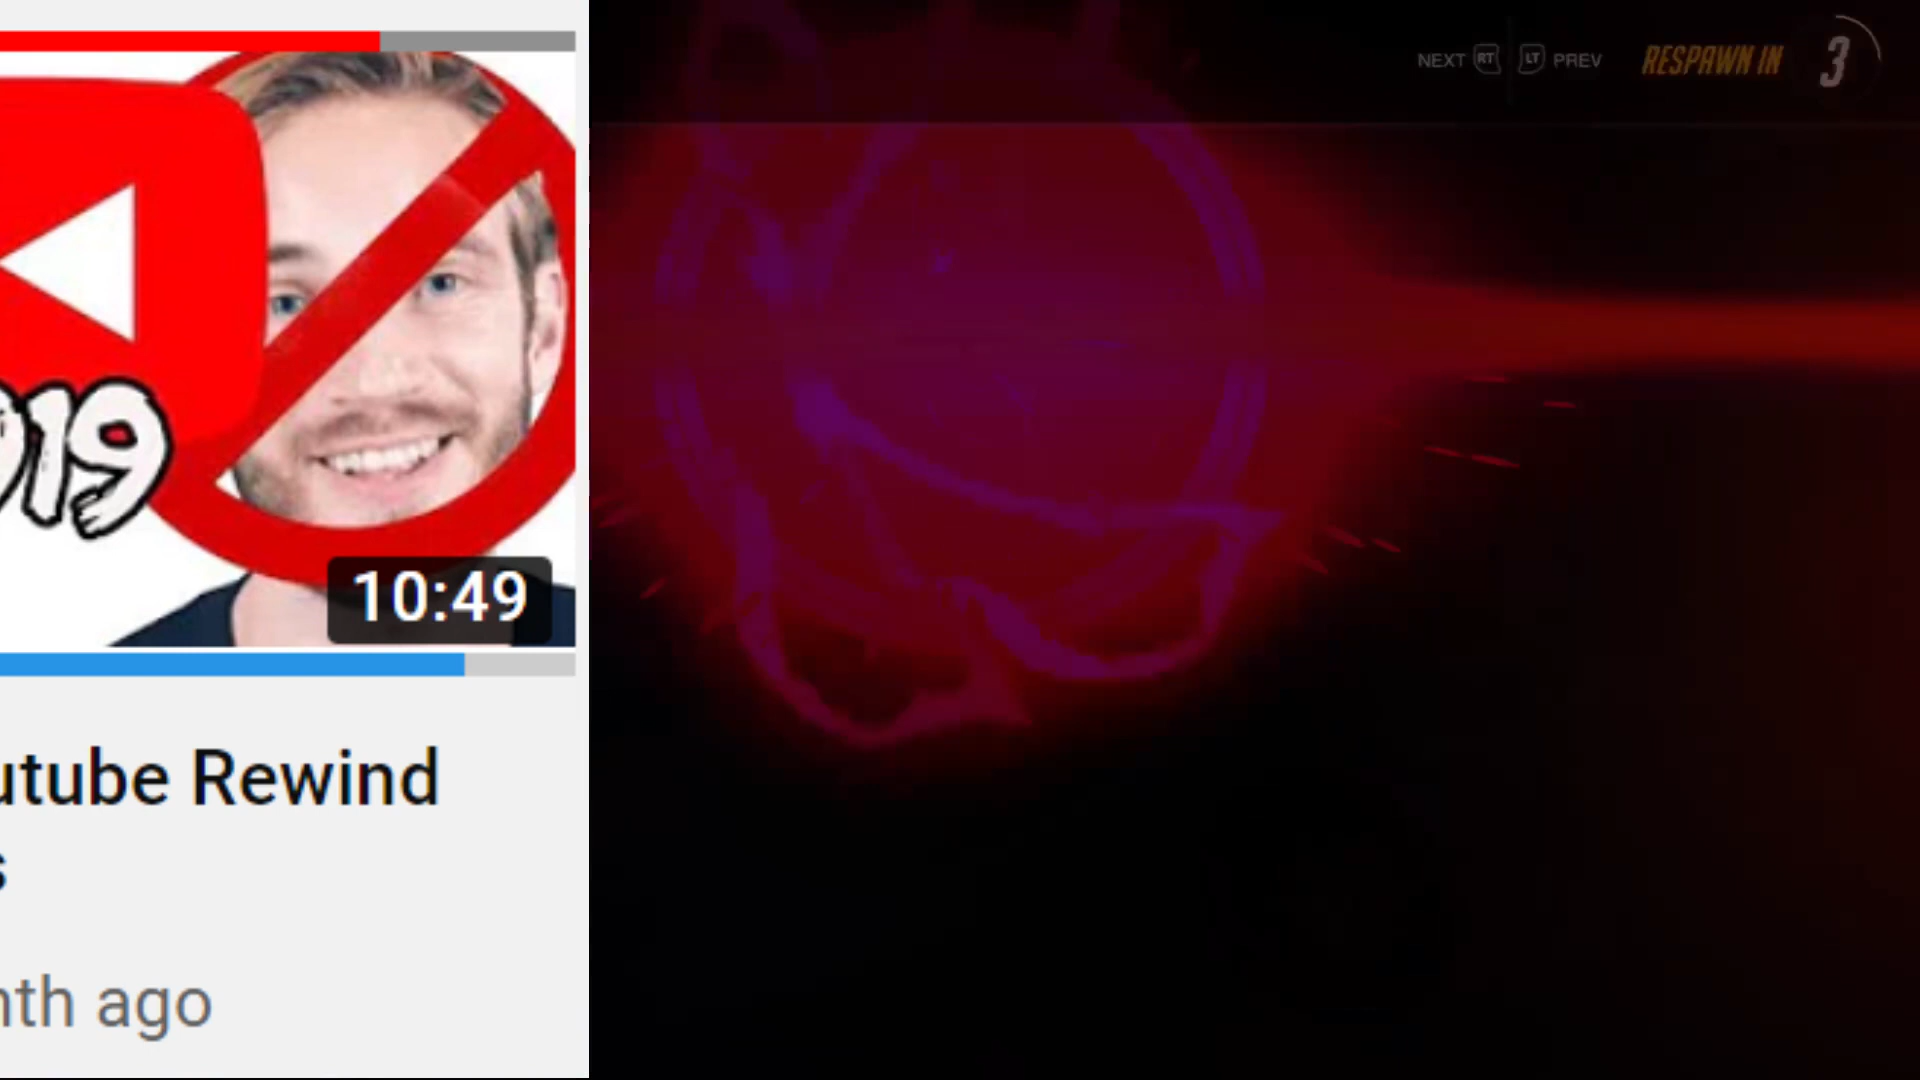 019
10:49
utube Rewind
s
nth ago
NEXT RT LT PREV RESPAWN IN 3